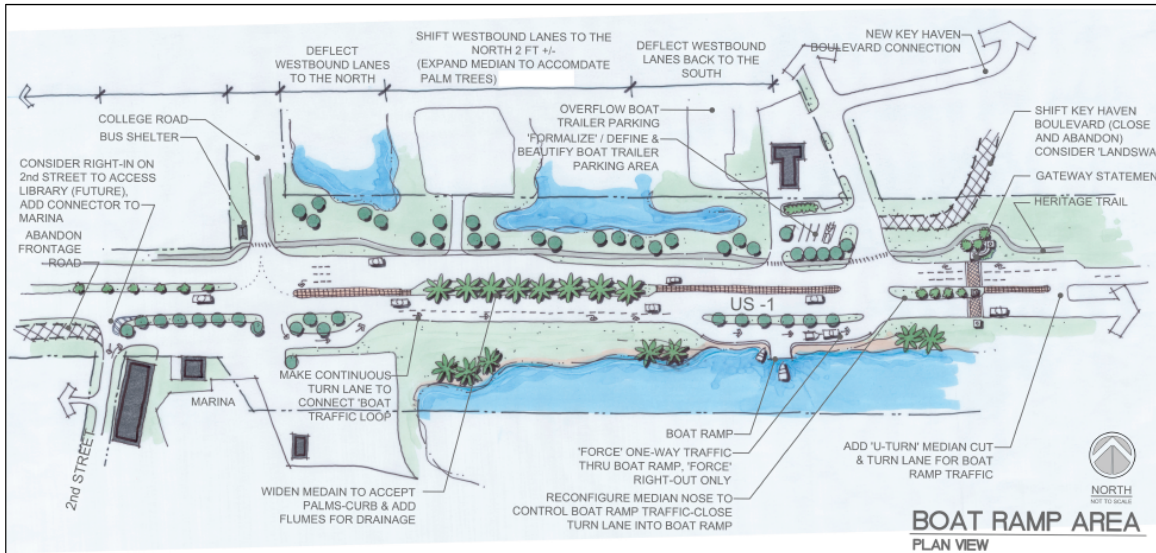 DEFLECT
WESTBOUND LANES
TO THE NORTH
SHIFT WESTBOUND LANES TO THE
NORTH 2 FT +/-
(EXPAND MEDIAN TO ACCOMDATE
PALM TREES)
DEFLECT WESTBOUND
LANES BACK TO THE
SOUTH
NEW KEY HAVEN
BOULEVARD CONNECTION
COLLEGE ROAD
BUS SHELTER
CONSIDER RIGHT-IN ON
2nd STREET TO ACCESS
LIBRARY (FUTURE),
ADD CONNECTOR TO
MARINA
ABANDON
FRONTAGE
ROAD
OVERFLOW BOAT
TRAILER PARKING
'FORMALIZE' / DEFINE &
BEAUTIFY BOAT TRAILER
PARKING AREA
SHIFT KEY HAVEN
BOULEVARD (CLOSE
AND ABANDON)
CONSIDER 'LANDSWA
GATEWAY STATEMEN
HERITAGE TRAIL
US -1
MAKE CONTINUOUS
TURN LANE TO
CONNECT 'BOAT
TRAFFIC LOOP
MARINA
2nd STREET
WIDEN MEDAIN TO ACCEPT
PALMS-CURB & ADD
FLUMES FOR DRAINAGE
BOAT RAMP
'FORCE' ONE-WAY TRAFFIC
THRU BOAT RAMP, 'FORCE'
RIGHT-OUT ONLY
RECONFIGURE MEDIAN NOSE TO
CONTROL BOAT RAMP TRAFFIC-CLOSE
TURN LANE INTO BOAT RAMP
ADD 'U-TURN' MEDIAN CUT
& TURN LANE FOR BOAT
RAMP TRAFFIC
NORTH
NOT TO SCALE
BOAT RAMP AREA
PLAN VIEW